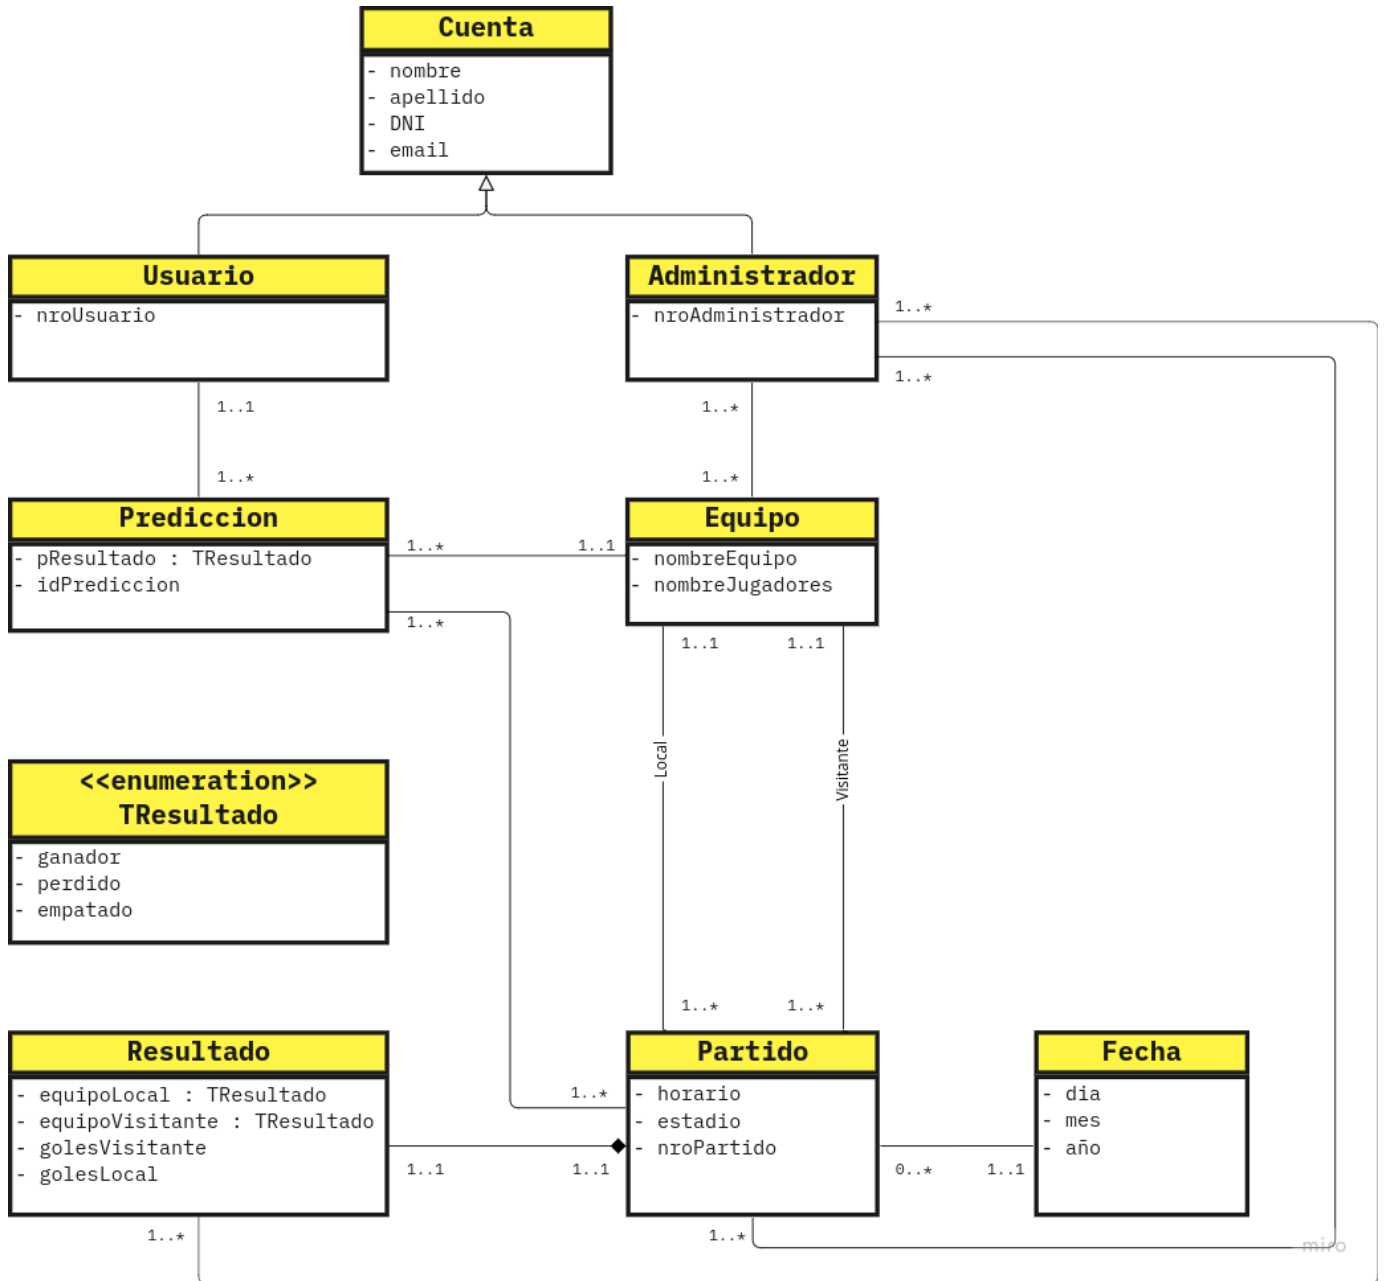 Cuenta
- nombre
- apellido
- DNI
- email
Usuario
- nroUsuario
Administrador
- nroAdministrador
1..*
1..*
1..1
1..*
1..*
1..*
Prediccion
- pResultado : TResultado
- idPrediccion
1..*
1..1
1..*
Equipo
- nombreEquipo
- nombreJugadores
1..1
1..1
Local
Visitante
<<enumeration>>
TResultado
- ganador
- perdido
- empatado
1..*
1..*
Resultado
- equipoLocal : TResultado
- equipoVisitante : TResultado
- golesVisitante
- golesLocal
1..*
1..1
1..1
Partido
- horario
- estadio
- nroPartido
0..*
1..1
Fecha
- dia
- mes
- año
1..*
1..*
miro